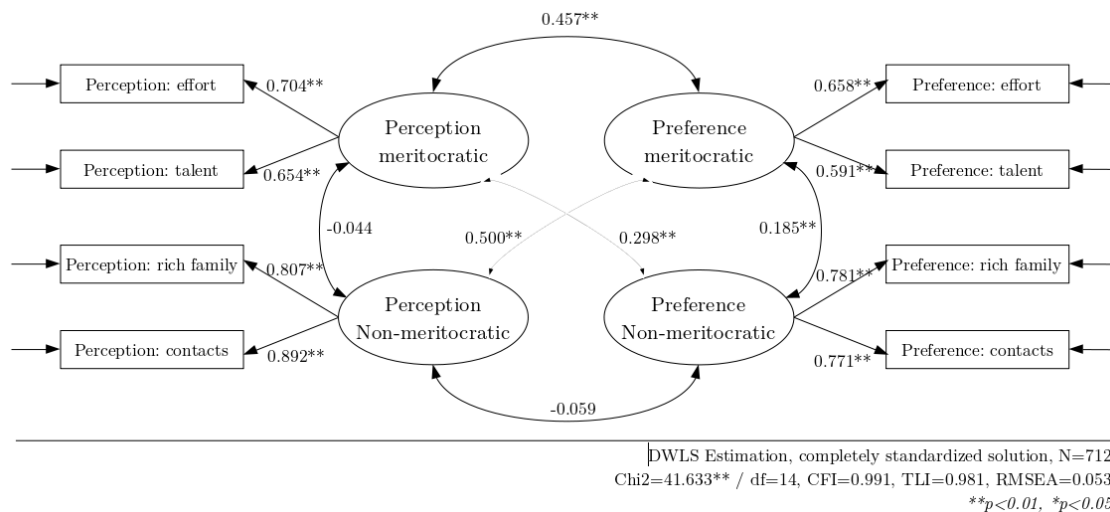 0.457**
Perception: effort
0.704**
Perception
meritocratic
Preference
meritocratic
0.658**
Preference: effort
Perception: talent
0.654**
0.591**
Preference: talent
-0.044
0.500**
0.298**
0.185**
Perception: rich family
0.807**
Perception
Non-meritocratic
Preference
Non-meritocratic
0.781**
Preference: rich family
Perception: contacts
0.892**
0.771**
Preference: contacts
-0.059
DWLS Estimation, completely standardized solution, N=712
Chi2=41.633** / df=14, CFI=0.991, TLI=0.981, RMSEA=0.053
**p<0.01, *p<0.05